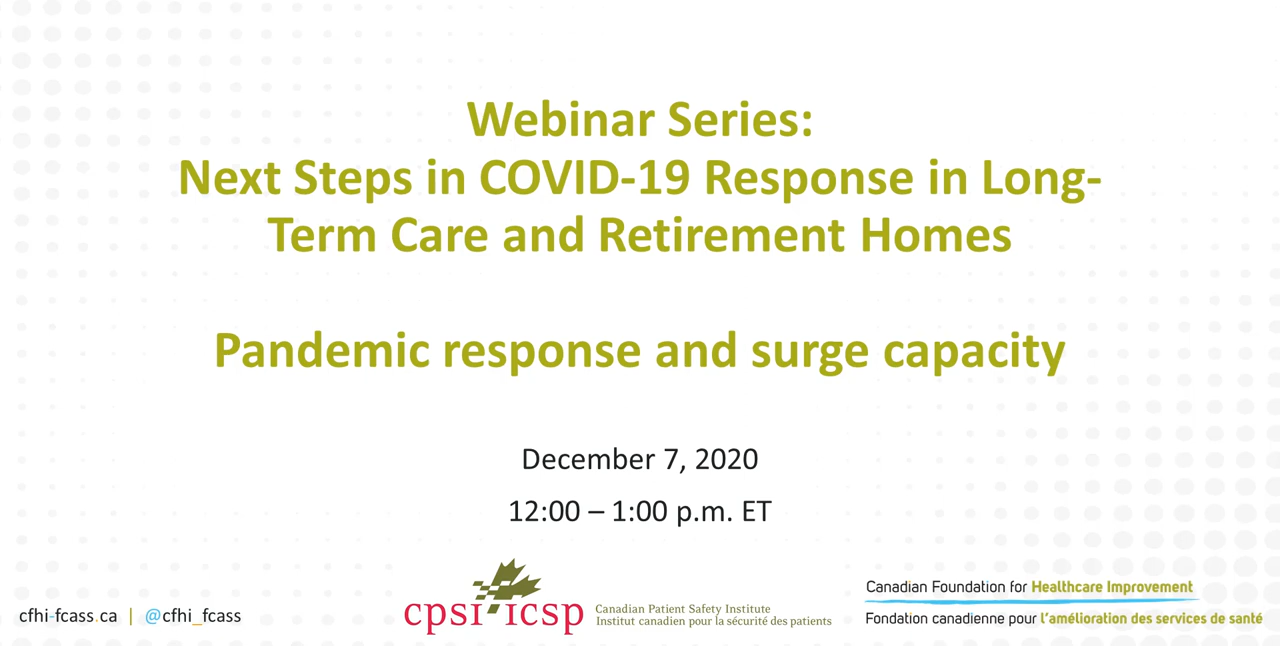 Webinar Series:
Next Steps in COVID-19 Response in Long-
Term Care and Retirement Homes
Pandemic response and surge capacity
December 7, 2020
12:00 – 1:00 p.m. ET
cfhi-fcass.ca | @cfhi_fcass
cpsi icsp
Canadian Patient Safety Institute
Institut canadien pour la sécurité des patients
Canadian Foundation for Healthcare Improvement
Fondation canadienne pour l'amélioration des services de santé